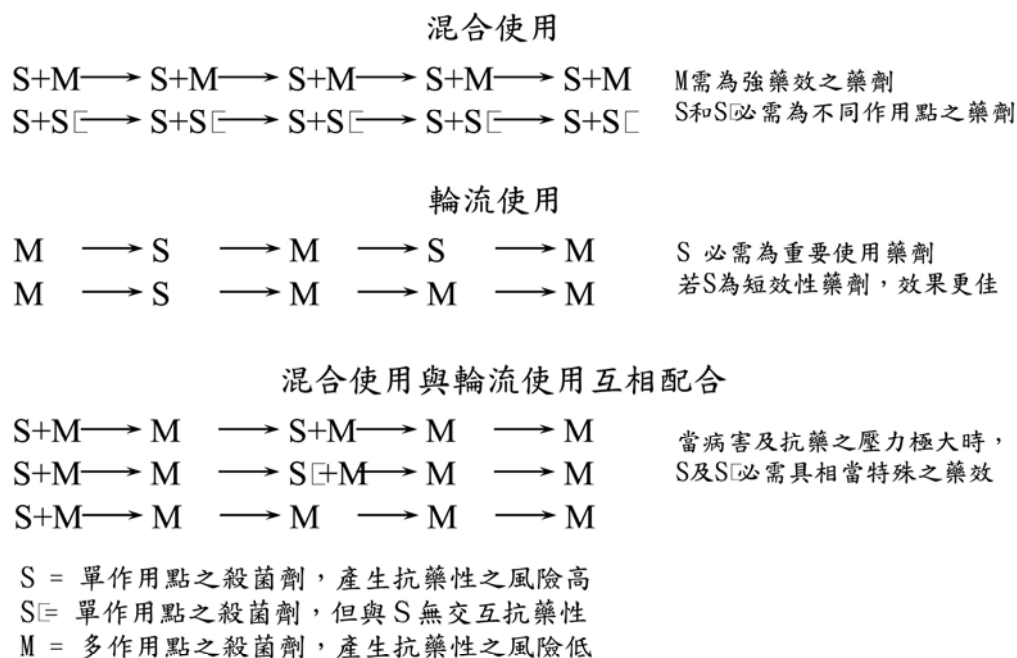 混合使用
S+M→S+M→S+M→S+M→S+M
S+S□→S+S□→S+S□→S+S□→S+S□
M需為強藥效之藥劑
S和S□必需為不同作用點之藥劑
輪流使用
M → S → M → S → M
M → S → M → M → M
S 必需為重要使用藥劑
若S為短效性藥劑，效果更佳
混合使用與輪流使用互相配合
S+M→ M → S+M→ M → M
S+M→ M → S□+M→ M → M
S+M→ M → M → M → M
當病害及抗藥之壓力極大時，
S及S□必需具相當特殊之藥效
S = 單作用點之殺菌劑，產生抗藥性之風險高
S□= 單作用點之殺菌劑，但與S無交互抗藥性
M = 多作用點之殺菌劑，產生抗藥性之風險低